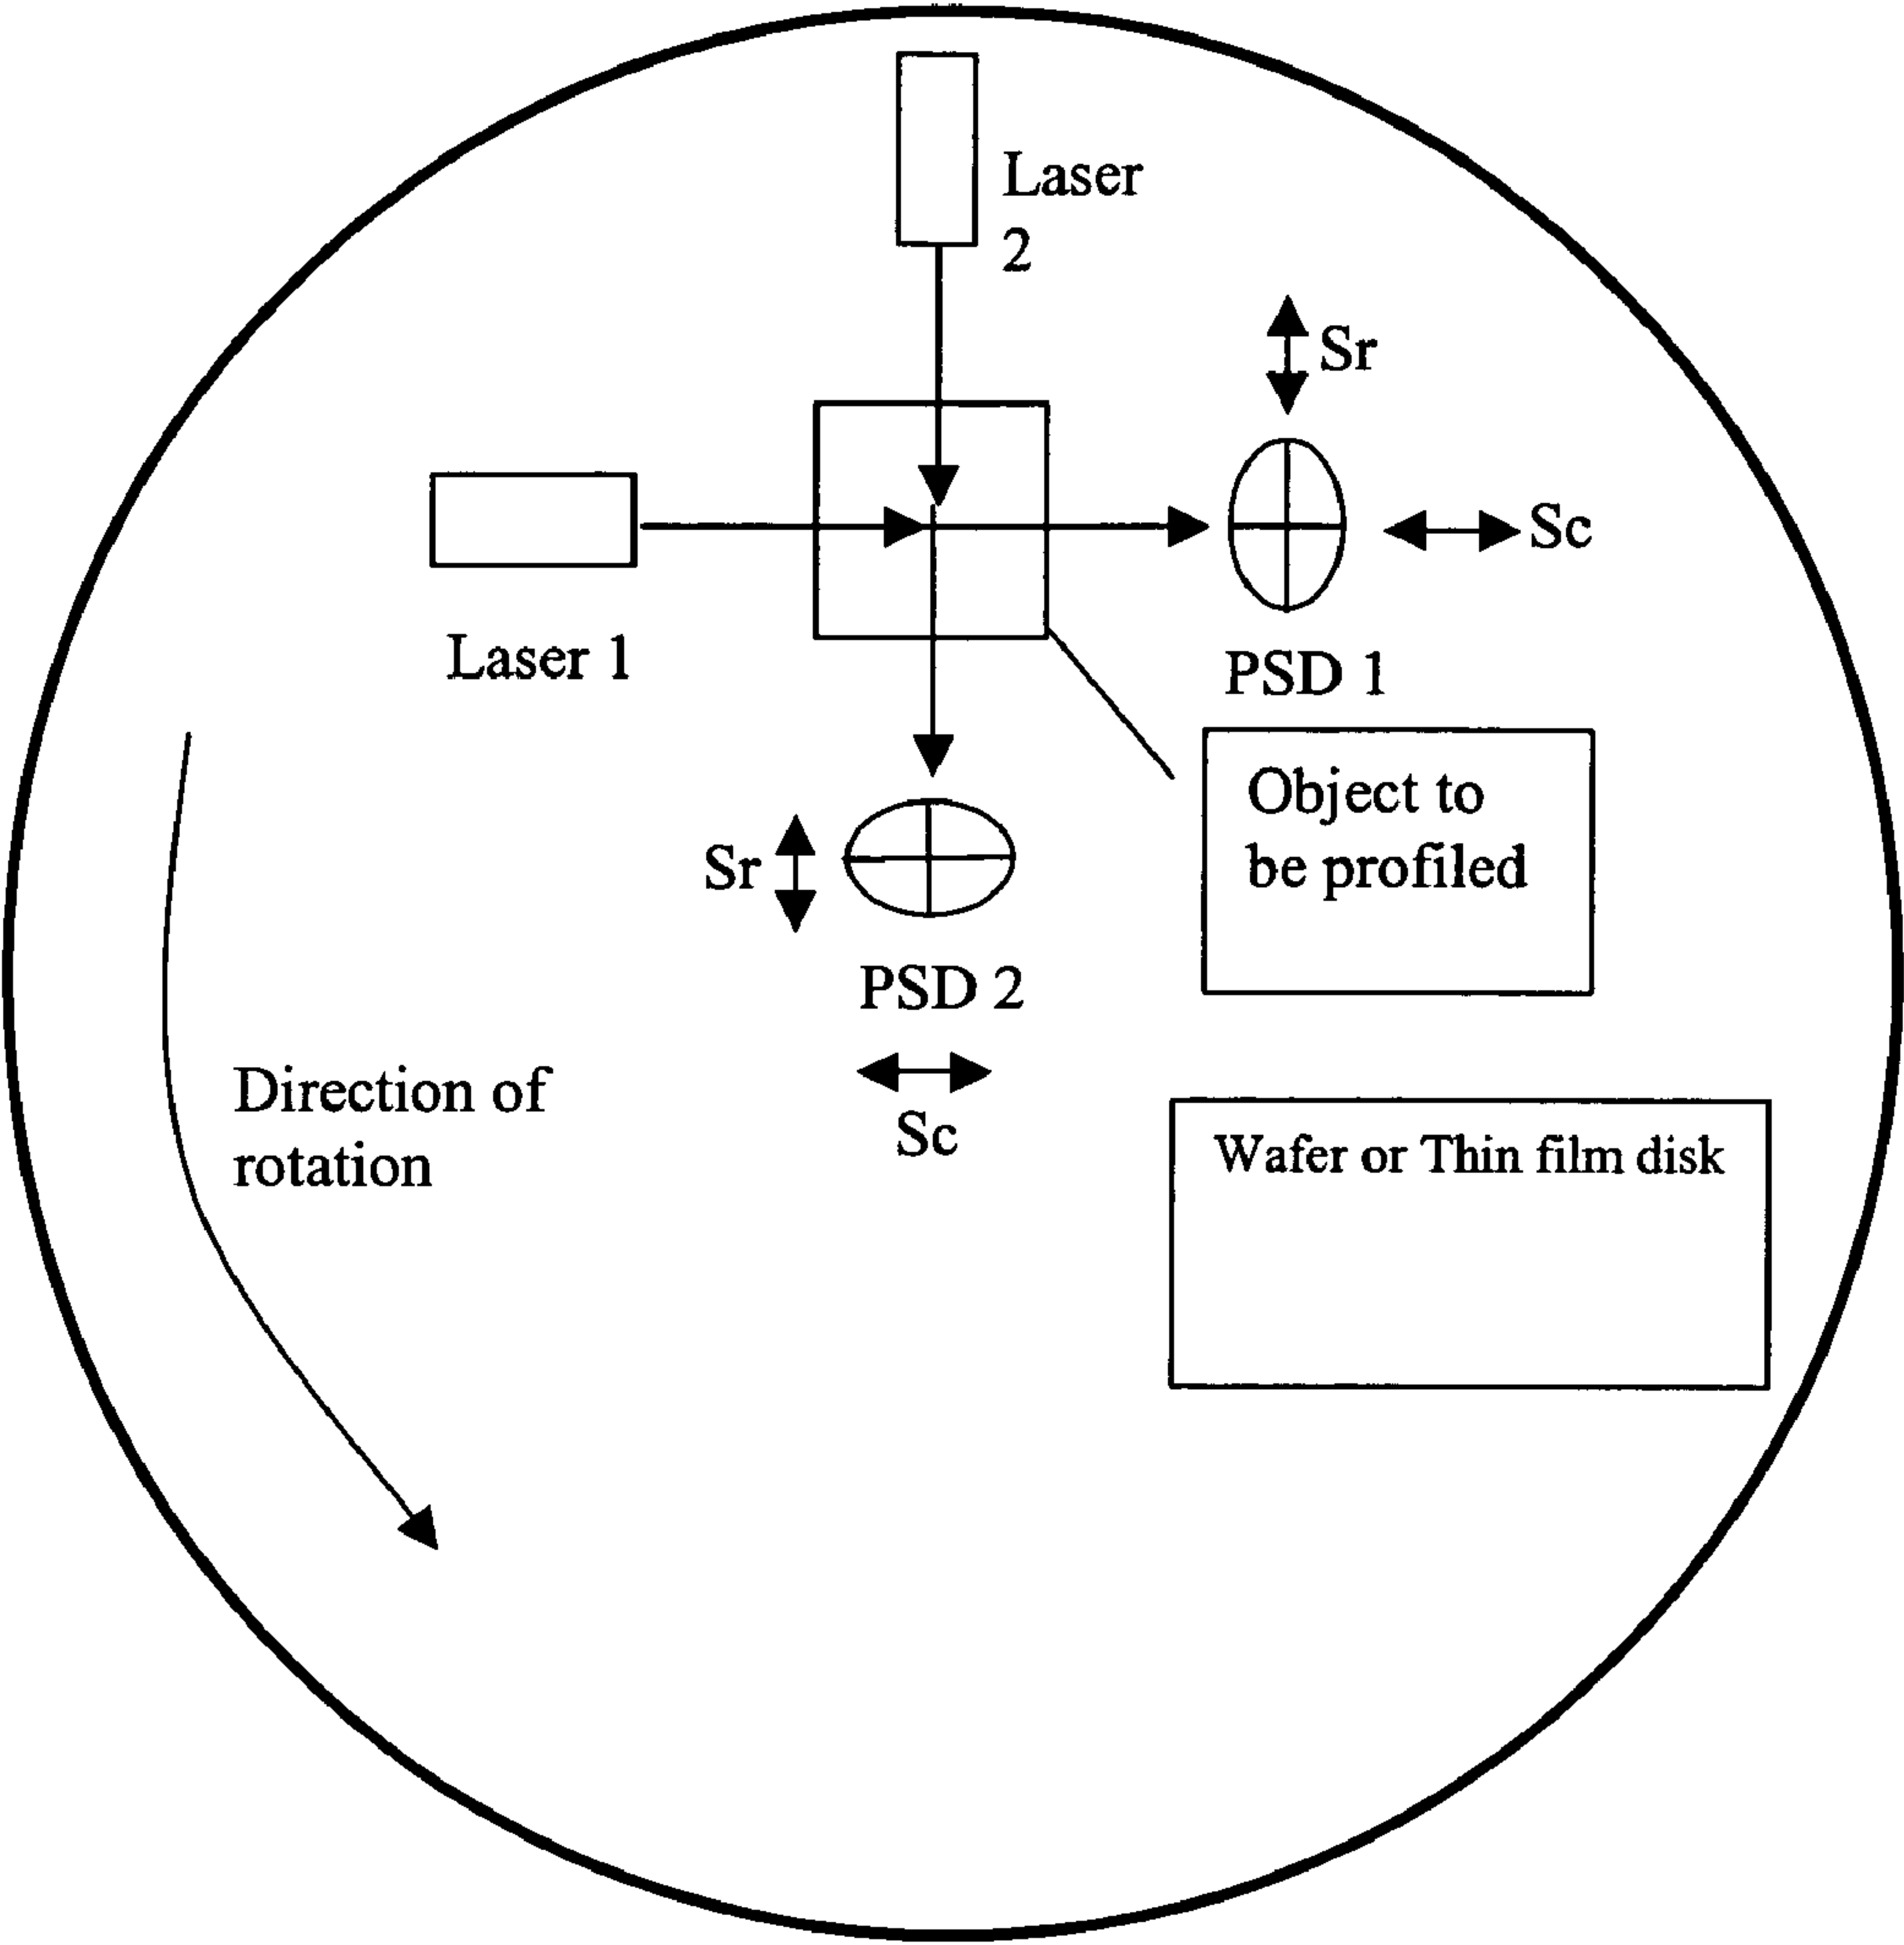 Laser
2
Sr
Sc
Laser 1
PSD 1
Object to
be profiled
Sr
PSD 2
Sc
Direction of
rotation
Wafer or Thin film disk